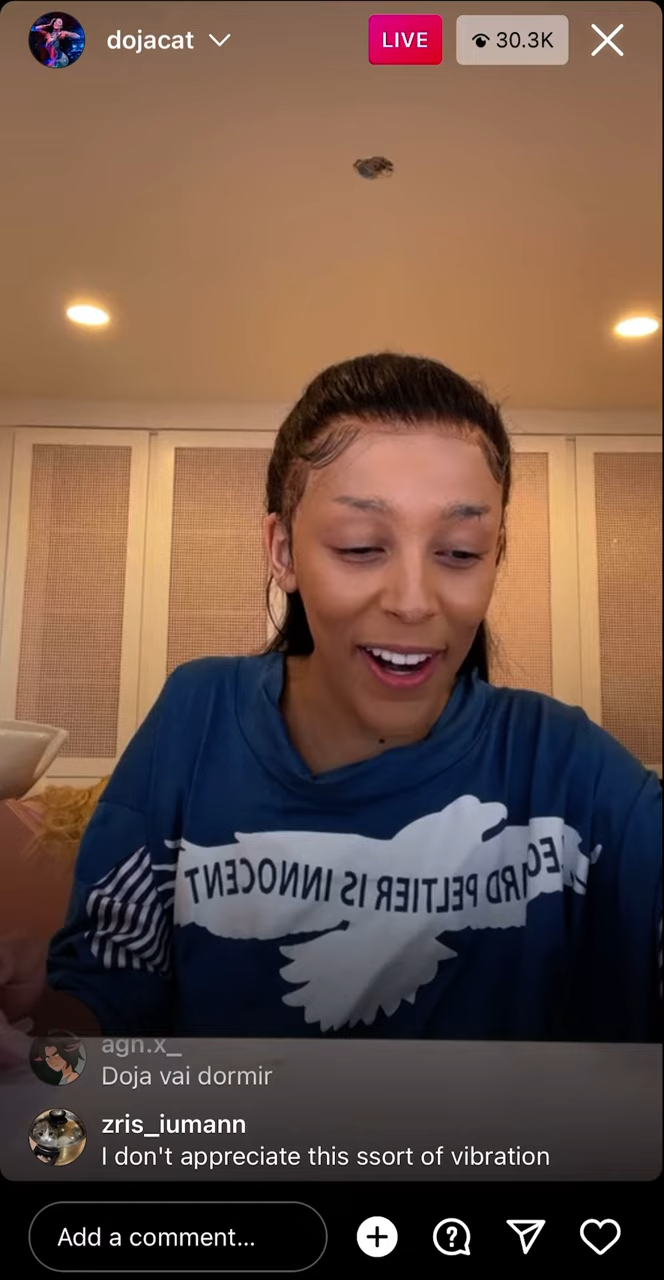 dojacat
LIVE
30.3K
LEONARD PELTIER IS INNOCENT
agn.x_
Doja vai dormir
zris_iumann
I don't appreciate this ssort of vibration
Add a comment...